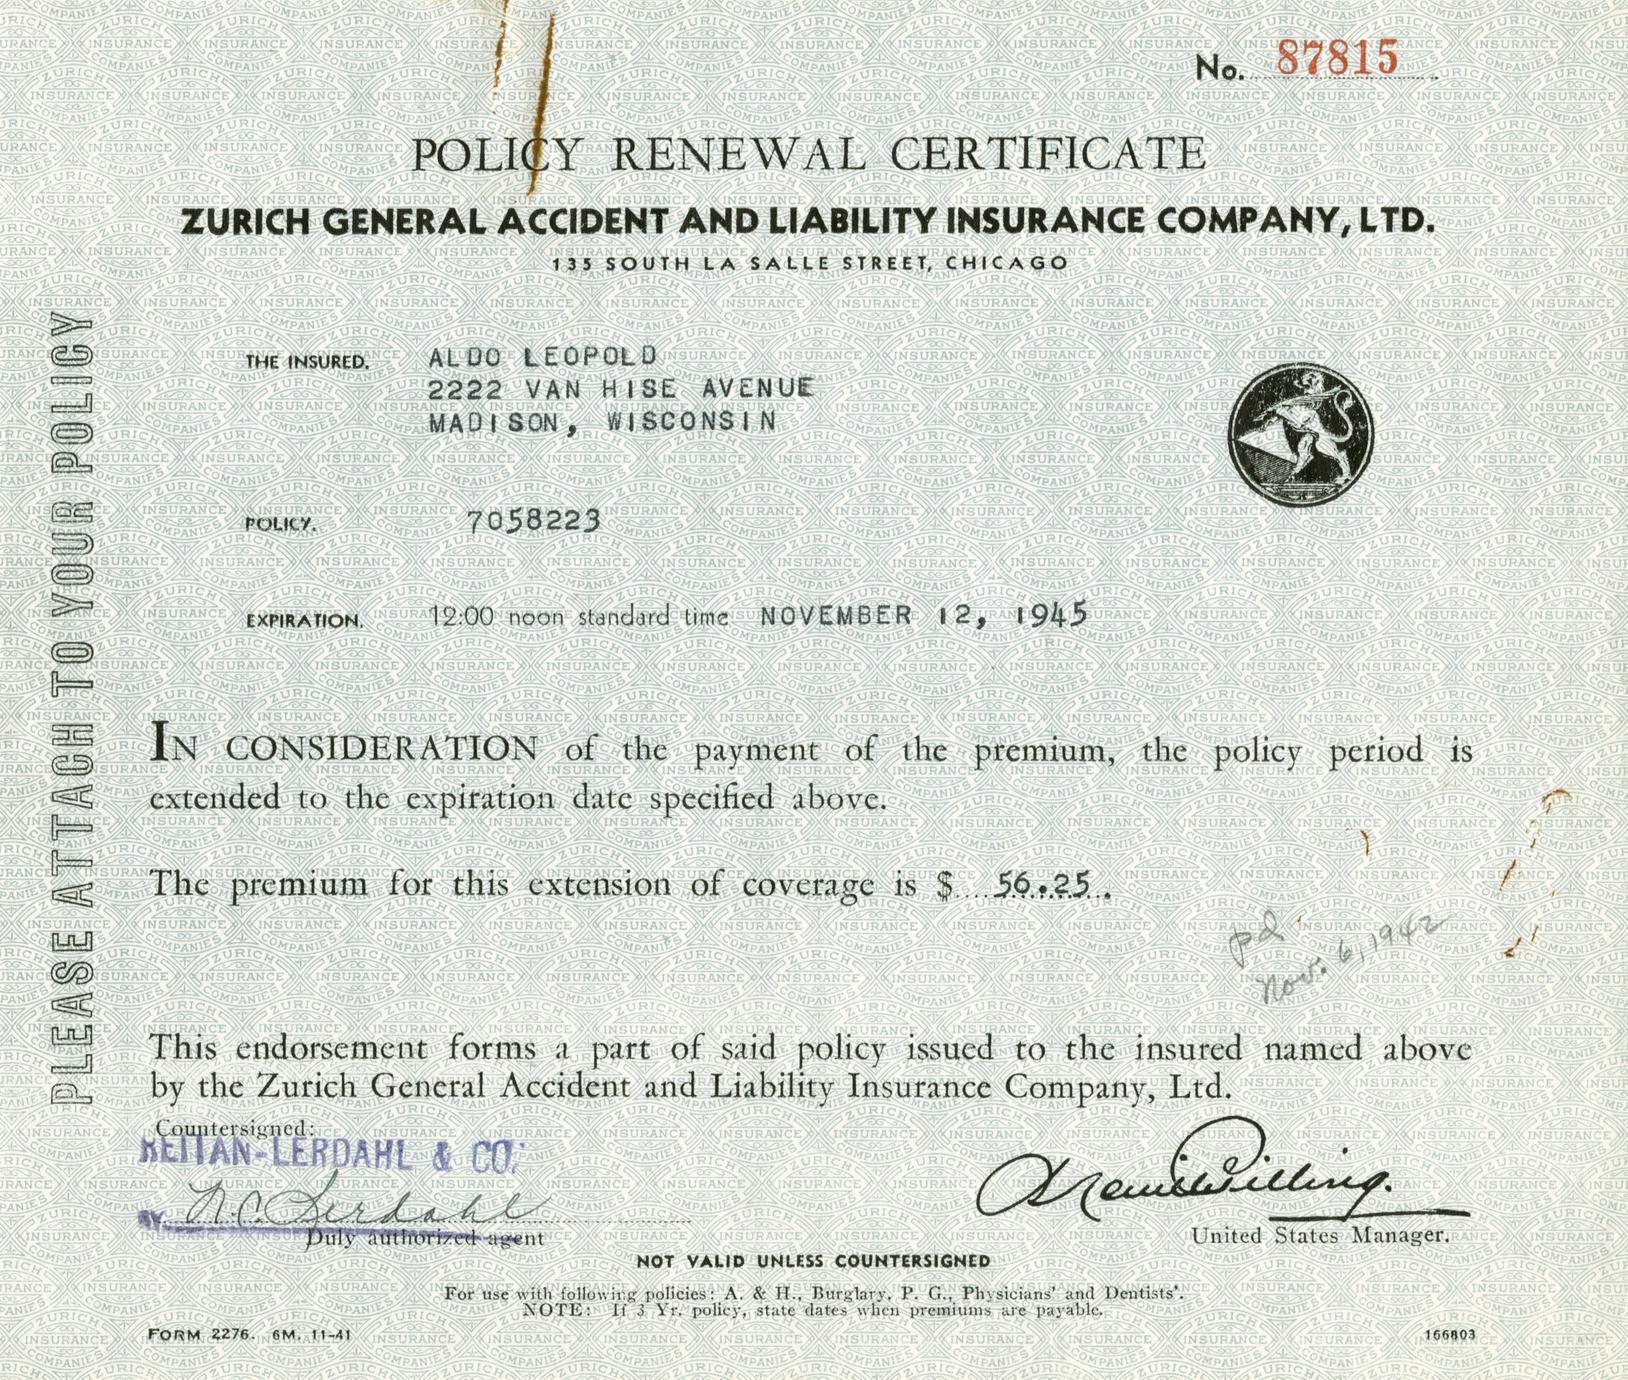 No. 87815
POLICY RENEWAL CERTIFICATE
ZURICH GENERAL ACCIDENT AND LIABILITY INSURANCE COMPANY, LTD.
135 SOUTH LA SALLE STREET, CHICAGO
PLEASE ATTACH TO YOUR POLICY
THE INSURED. ALDO LEOPOLD
2222 VAN HISE AVENUE
MADISON, WISCONSIN
POLICY. 7058223
EXPIRATION. 12:00 noon standard time NOVEMBER 12, 1945
IN CONSIDERATION of the payment of the premium, the policy period is
extended to the expiration date specified above.
The premium for this extension of coverage is $ 56.25.
pd
Nov. 6, 1942
This endorsement forms a part of said policy issued to the insured named above
by the Zurich General Accident and Liability Insurance Company, Ltd.
Countersigned:
KEITAN-LERDAHL & CO.
BY N.C. Lerdahl
Duly authorized agent
United States Manager.
NOT VALID UNLESS COUNTERSIGNED
For use with following policies: A. & H., Burglary, P. G., Physicians' and Dentists'.
NOTE: If 3 Yr. policy, state dates when premiums are payable.
FORM 2276. 6M. 11-41
166803